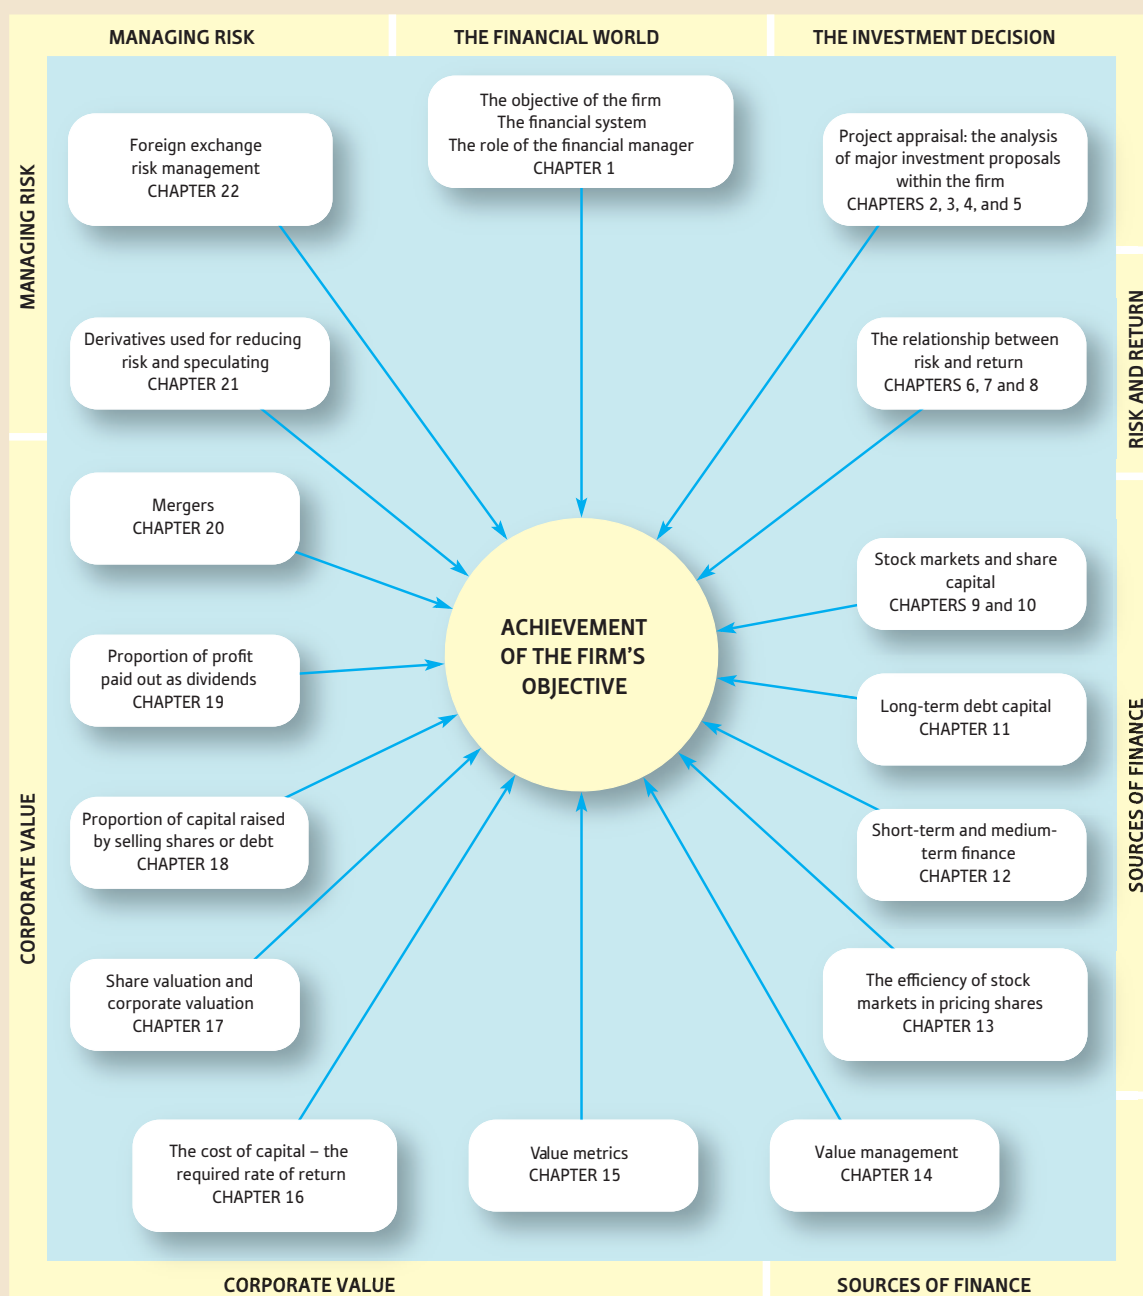 MANAGING RISK
THE FINANCIAL WORLD
THE INVESTMENT DECISION
The objective of the firm
The financial system
The role of the financial manager
CHAPTER 1
Foreign exchange
risk management
CHAPTER 22
Project appraisal: the analysis
of major investment proposals
within the firm
CHAPTERS 2, 3, 4, and 5
MANAGING RISK
RISK AND RETURN
Derivatives used for reducing
risk and speculating
CHAPTER 21
The relationship between
risk and return
CHAPTERS 6, 7 and 8
Mergers
CHAPTER 20
Stock markets and share
capital
CHAPTERS 9 and 10
ACHIEVEMENT
OF THE FIRM'S
OBJECTIVE
Proportion of profit
paid out as dividends
CHAPTER 19
Long-term debt capital
CHAPTER 11
CORPORATE VALUE
SOURCES OF FINANCE
Proportion of capital raised
by selling shares or debt
CHAPTER 18
Short-term and medium-
term finance
CHAPTER 12
Share valuation and
corporate valuation
CHAPTER 17
The efficiency of stock
markets in pricing shares
CHAPTER 13
The cost of capital – the
required rate of return
CHAPTER 16
Value metrics
CHAPTER 15
Value management
CHAPTER 14
CORPORATE VALUE
SOURCES OF FINANCE